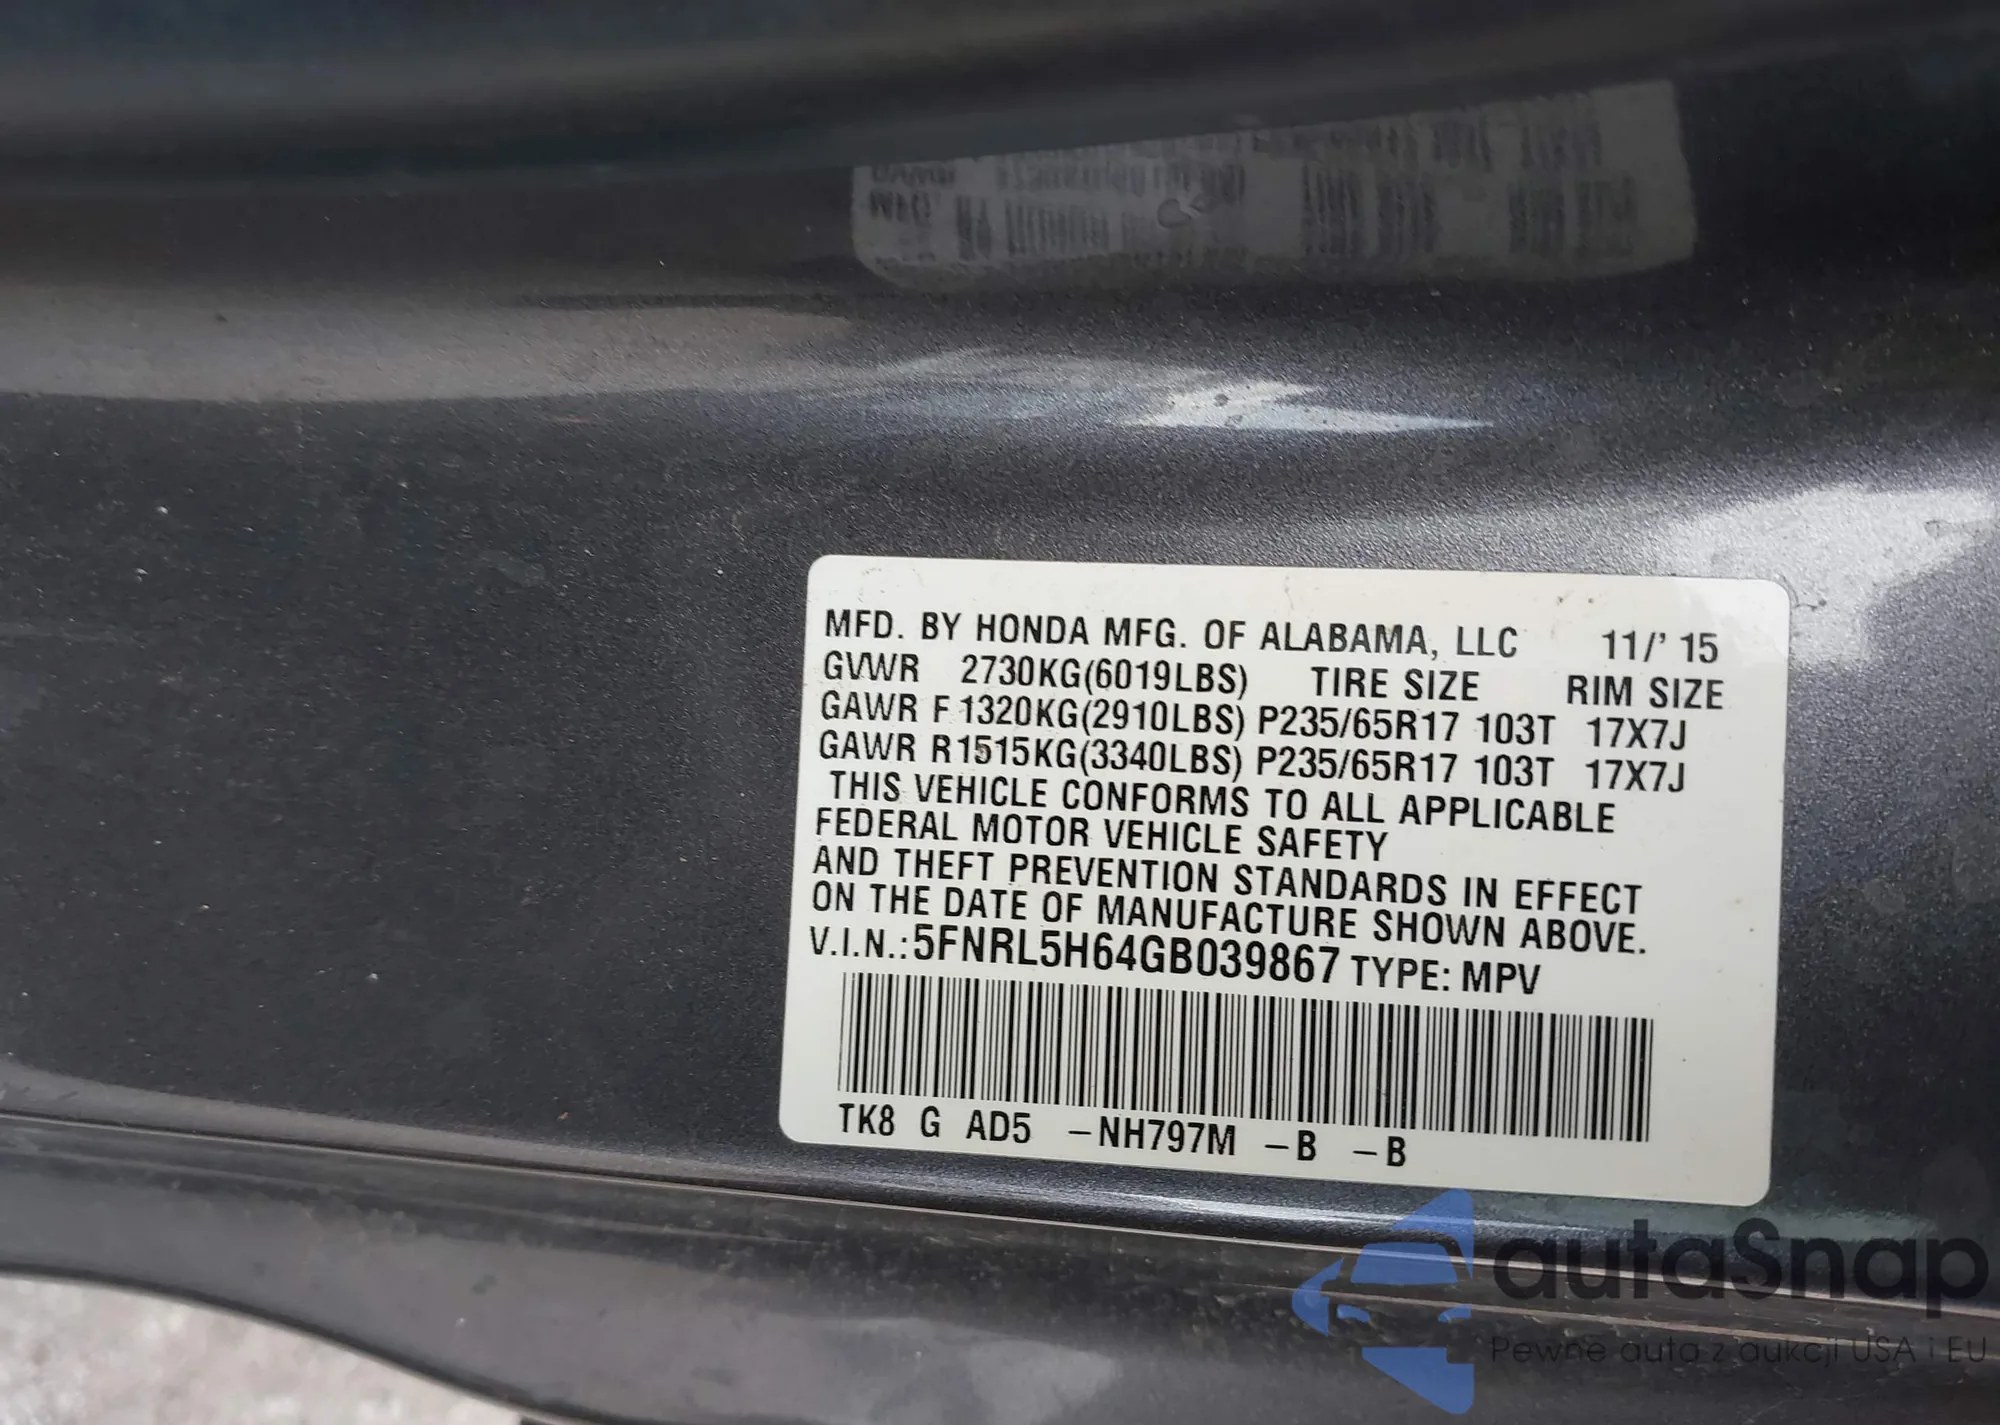 MFD. BY HONDA MFG. OF ALABAMA, LLC 11/' 15
GVWR 2730KG(6019LBS) TIRE SIZE RIM SIZE
GAWR F 1320KG(2910LBS) P235/65R17 103T 17X7J
GAWR R1515KG(3340LBS) P235/65R17 103T 17X7J
THIS VEHICLE CONFORMS TO ALL APPLICABLE
FEDERAL MOTOR VEHICLE SAFETY
AND THEFT PREVENTION STANDARDS IN EFFECT
ON THE DATE OF MANUFACTURE SHOWN ABOVE.
V.I.N.:5FNRL5H64GB039867 TYPE: MPV
TK8 G AD5 -NH797M -B -B
autaSnap
Pewne auta z aukcji USA i EU